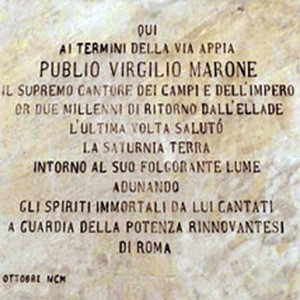 QUI
AI TERMINI DELLA VIA APPIA
PUBLIO VIRGILIO MARONE
IL SUPREMO CANTORE DEI CAMPI E DELL'IMPERO
OR DUE MILLENNI DI RITORNO DALL'ELLADE
L'ULTIMA VOLTA SALUTÓ
LA SATURNIA TERRA
INTORNO AL SUO FOLGORANTE LUME
ADUNANDO
GLI SPIRITI IMMORTALI DA LUI CANTATI
A GUARDIA DELLA POTENZA RINNOVANTESI
DI ROMA
OTTOBRE MCM